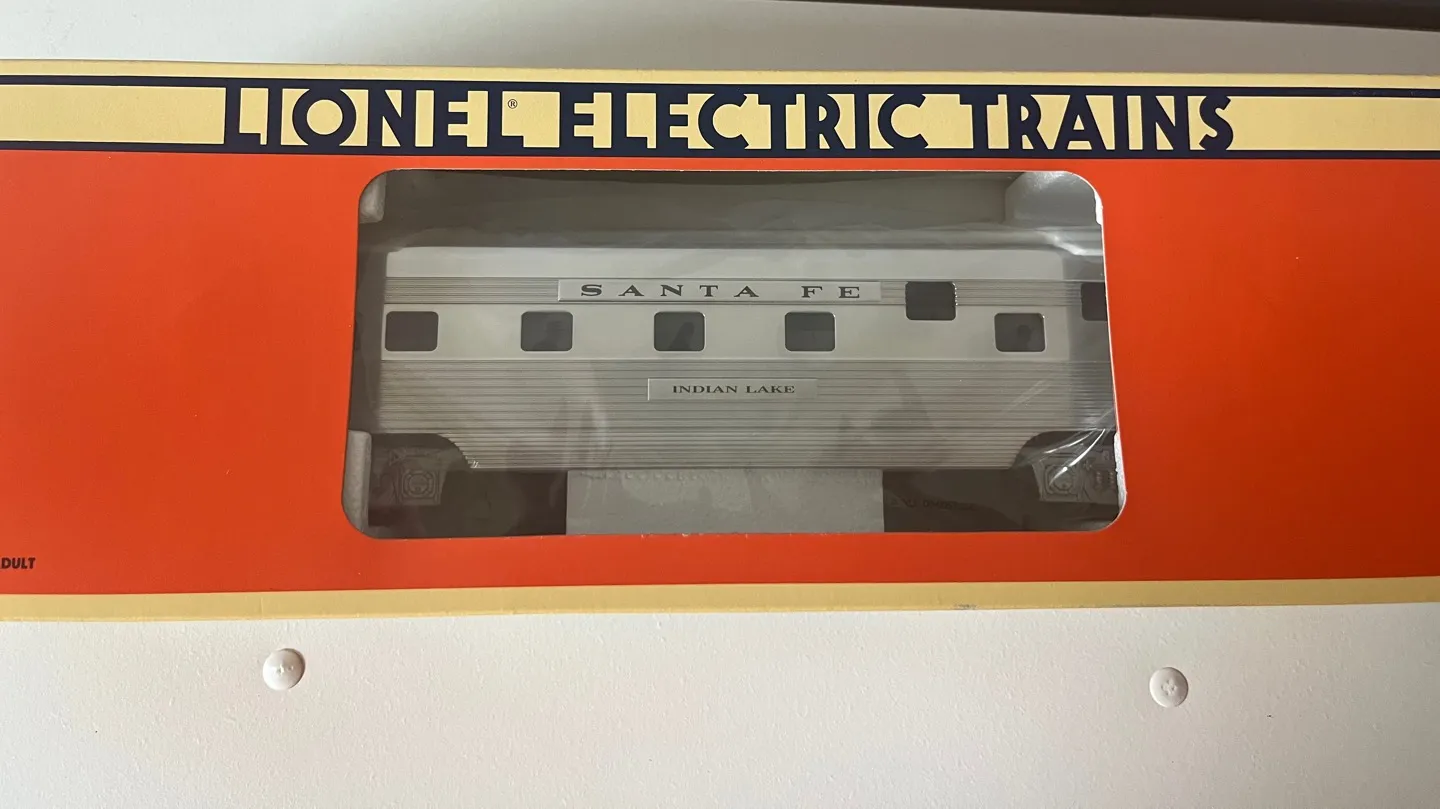 LIONEL® ELECTRIC TRAINS
SANTA FE
INDIAN LAKE
DULT